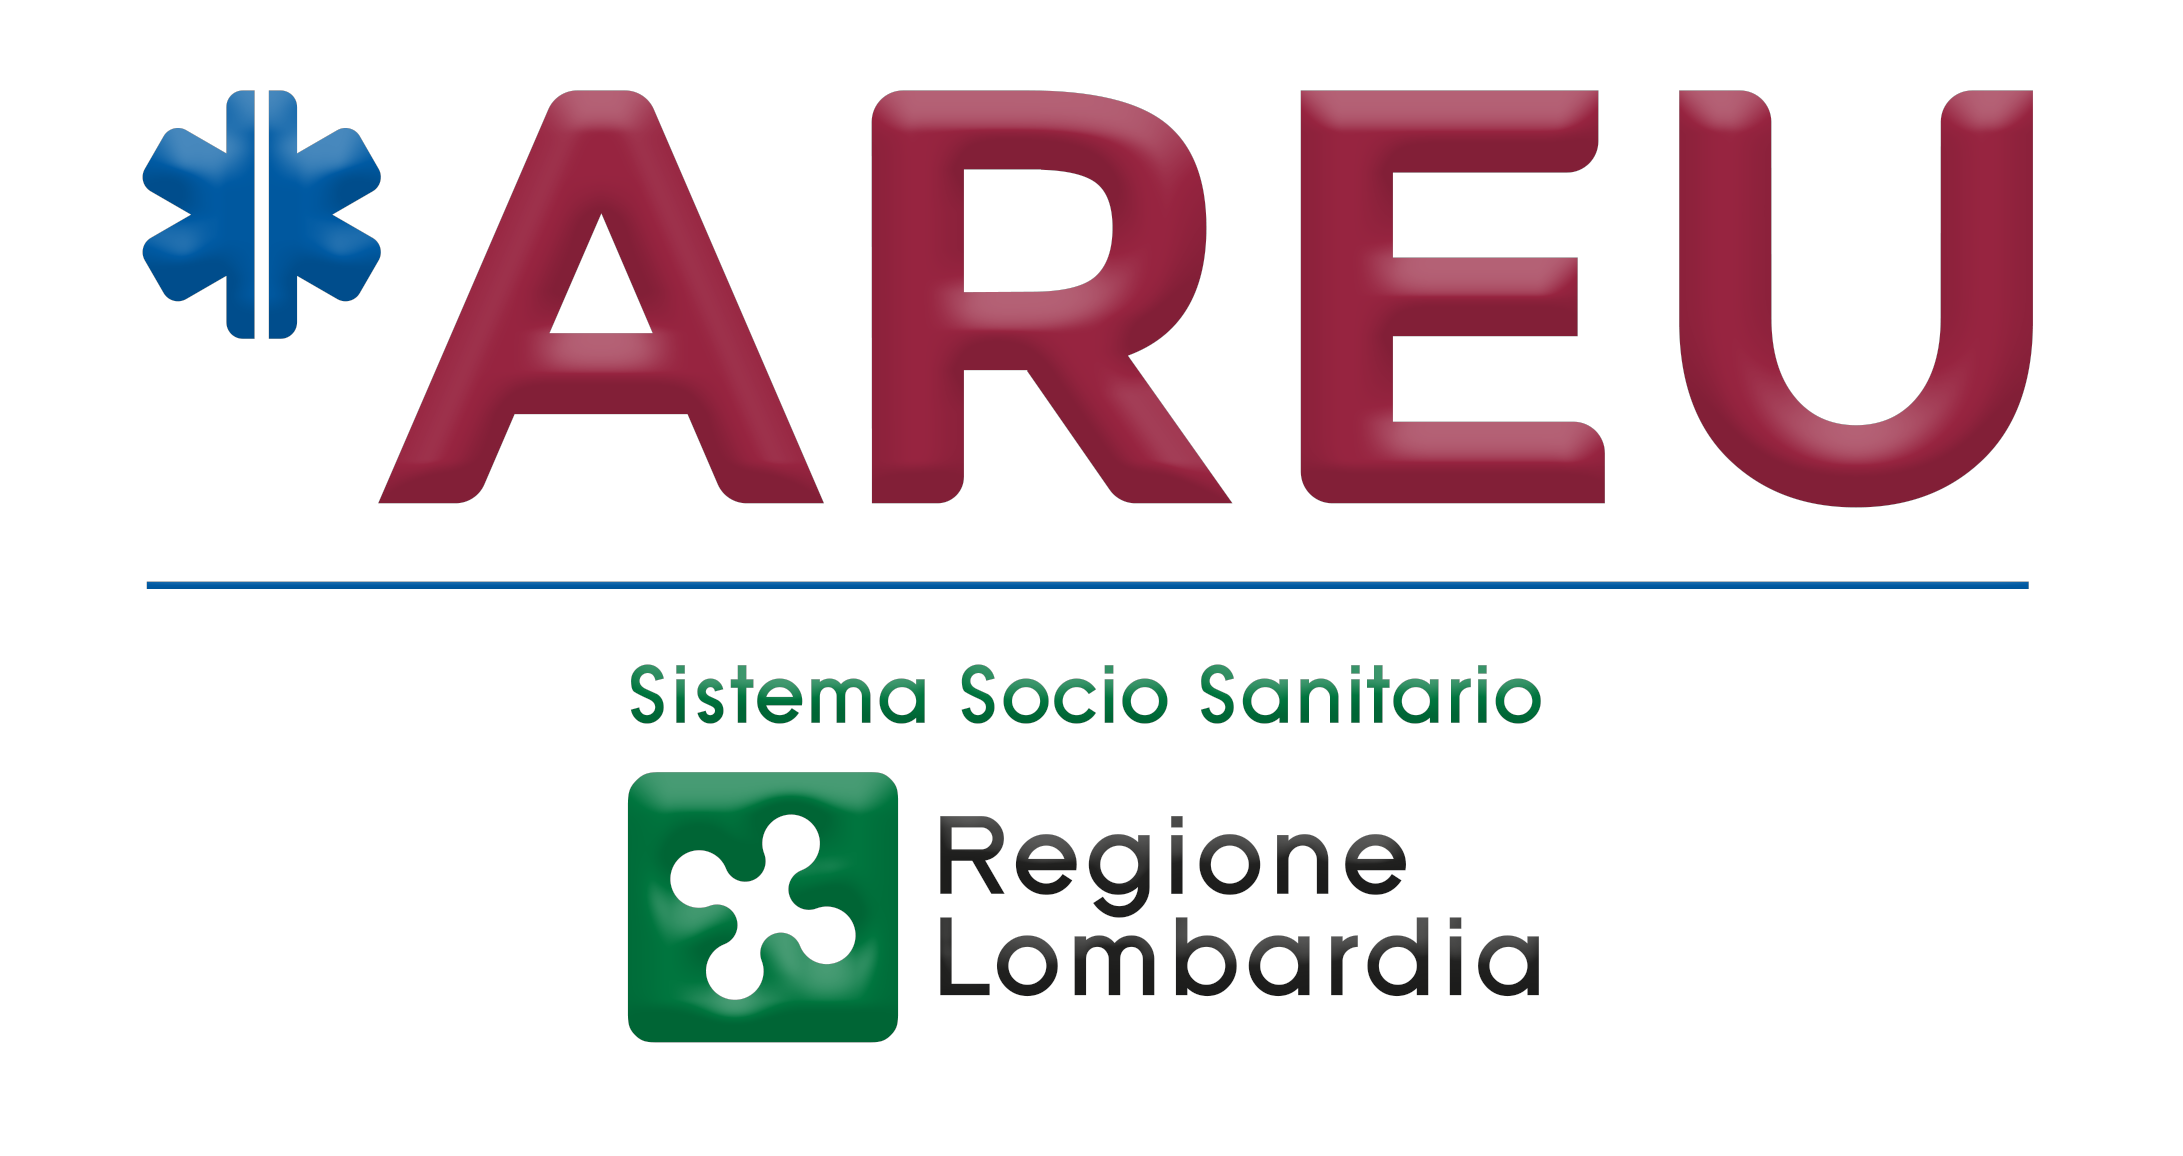 AREU
Sistema Socio Sanitario
Regione
Lombardia